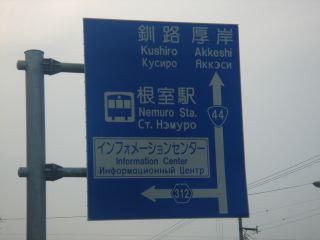 釧路 厚岸
Kushiro Akkeshi
Кусиро Аккэси
根室駅
Nemuro Sta.
Ст. Нэмуро
44
インフォメーションセンター
Information Center
Информационный Центр
312